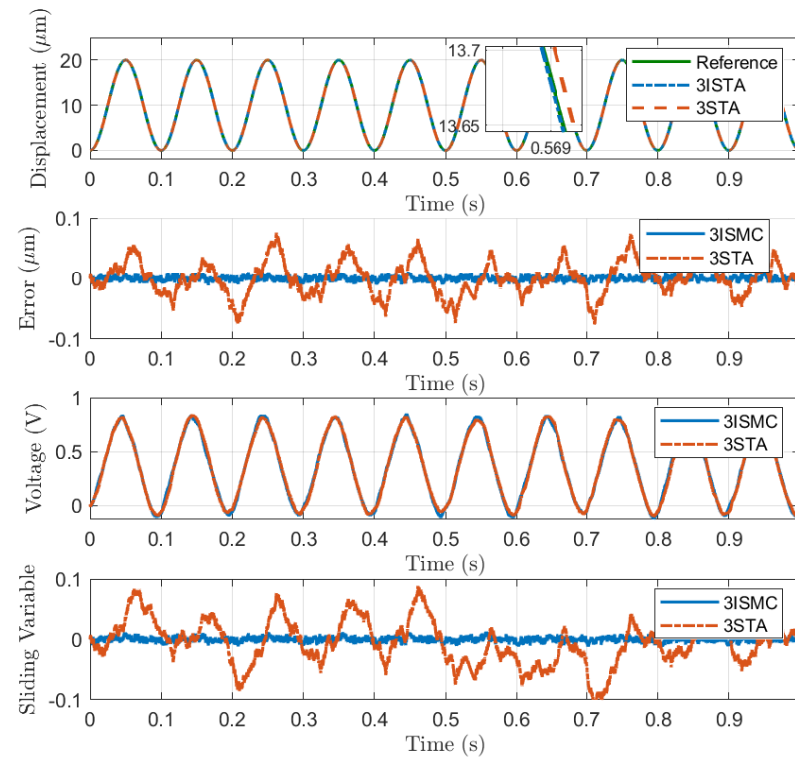 Displacement (μm)
20
10
0
13.7
13.65
0.569
Reference
3ISTA
3STA
0 0.1 0.2 0.3 0.4 0.5 0.6 0.7 0.8 0.9
Time (s)
Error (μm)
0.1
0
-0.1
3ISMC
3STA
0 0.1 0.2 0.3 0.4 0.5 0.6 0.7 0.8 0.9
Time (s)
Voltage (V)
1
0.5
0
3ISMC
3STA
0 0.1 0.2 0.3 0.4 0.5 0.6 0.7 0.8 0.9
Time (s)
Sliding Variable
0.1
0
-0.1
3ISMC
3STA
0 0.1 0.2 0.3 0.4 0.5 0.6 0.7 0.8 0.9
Time (s)